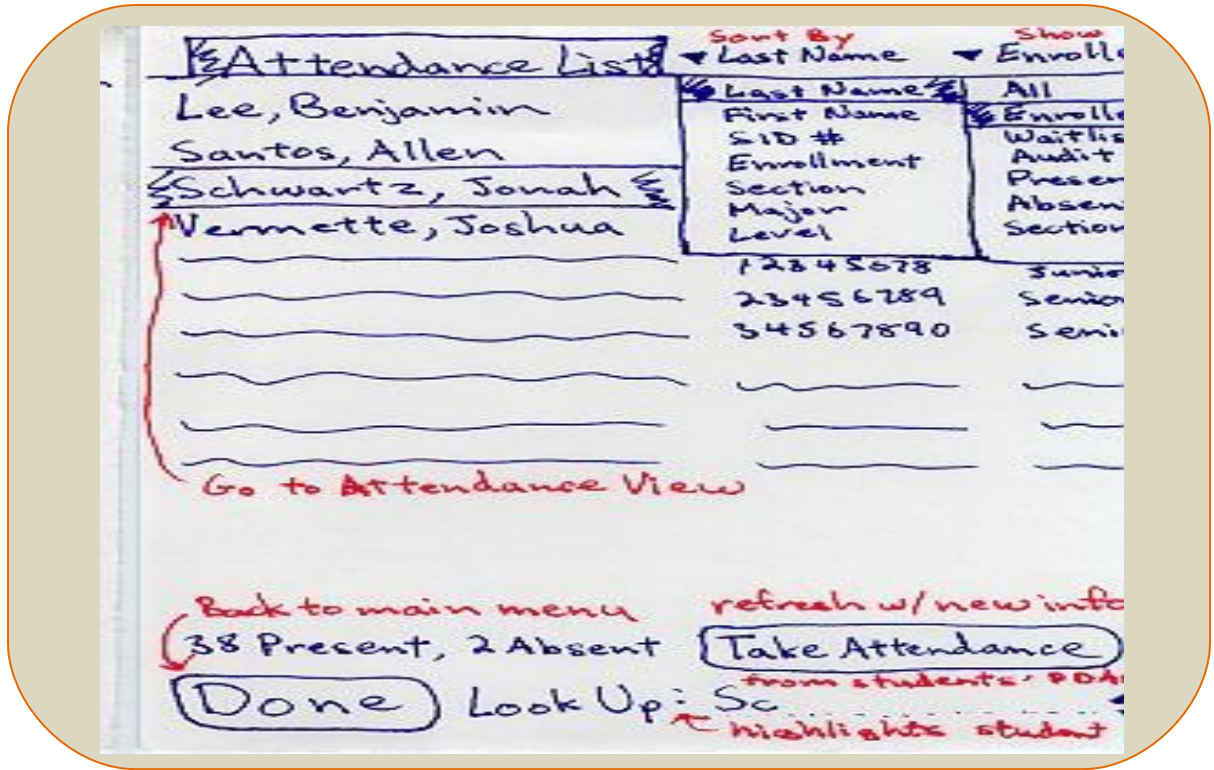 Sort By Show
Attendance List Last Name Enrolle
Lee, Benjamin Last Name All
First Name Enrolle
Santos, Allen SID # Waitlis
Enrollment Audit
Schwartz, Jonah Section Presen
Major Absen
Vermette, Joshua Level Section
12345678 Junio
23456789 Senior
34567890 Seni
Go to Attendance View
Back to main menu refresh w/ new info
38 Present, 2 Absent Take Attendance
from students' PDA
Done Look Up: Sc
highlights student